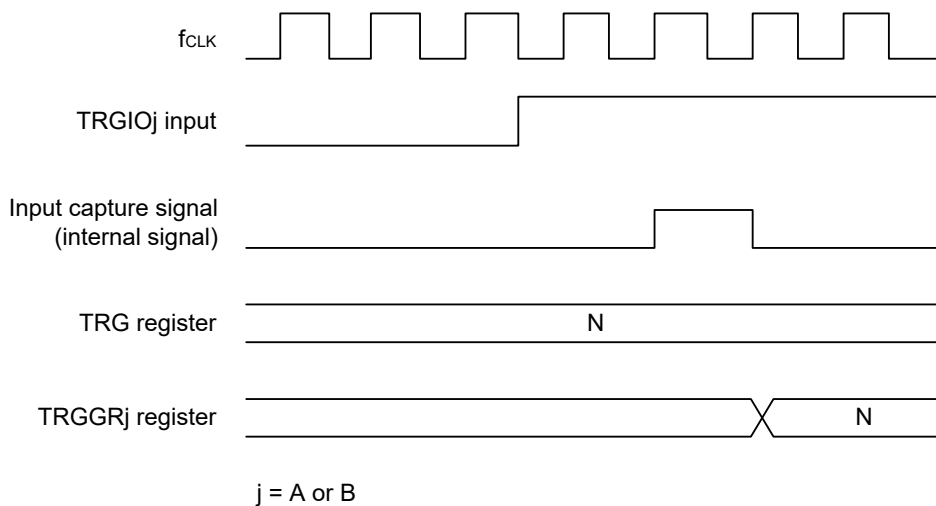 fCLK
TRGIOj input
Input capture signal
(internal signal)
TRG register
N
TRGGRj register
N
j = A or B